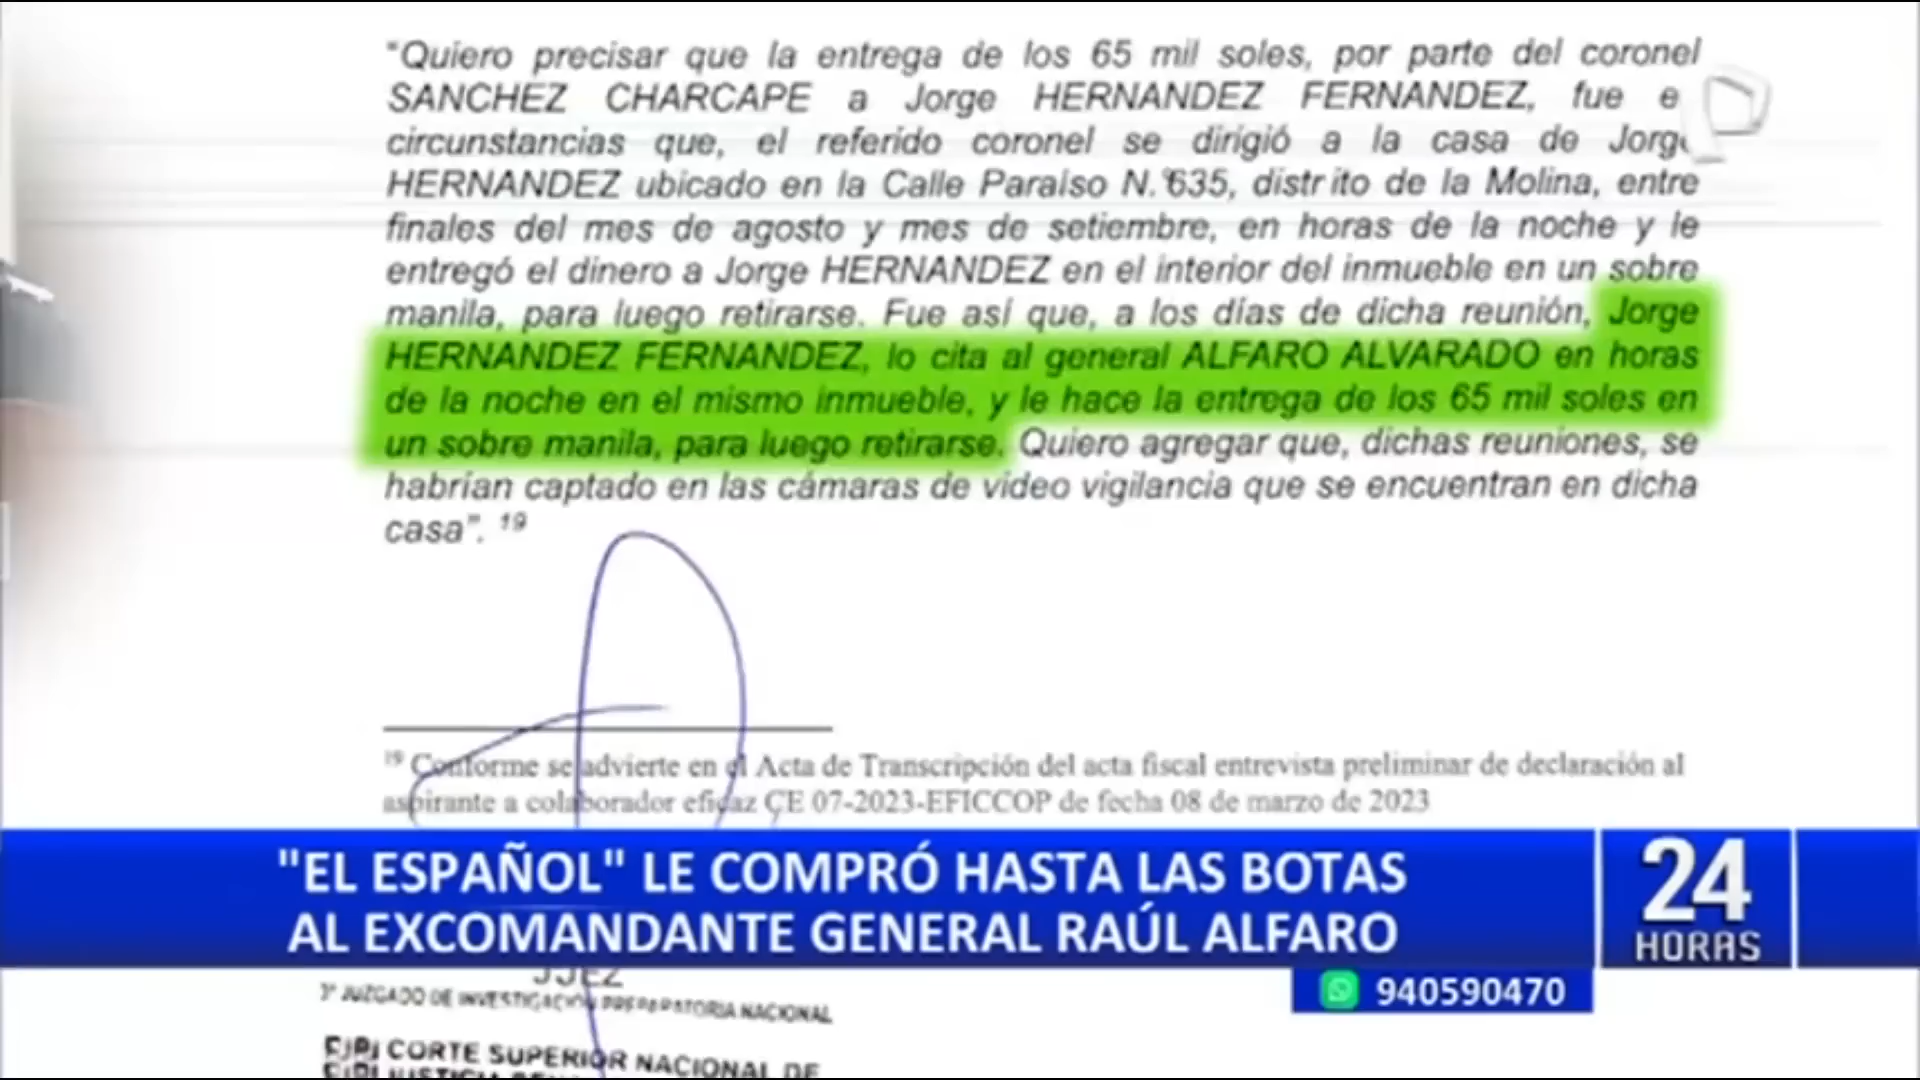 "Quiero precisar que la entrega de los 65 mil soles, por parte del coronel
SANCHEZ CHARCAPE a Jorge HERNANDEZ FERNANDEZ, fue e
circunstancias que, el referido coronel se dirigió a la casa de Jorge
HERNANDEZ ubicado en la Calle Paraiso N.°635, distrito de la Molina, entre
finales del mes de agosto y mes de setiembre, en horas de la noche y le
entregó el dinero a Jorge HERNANDEZ en el interior del inmueble en un sobre
manila, para luego retirarse. Fue así que, a los días de dicha reunión, Jorge
HERNANDEZ FERNANDEZ, lo cita al general ALFARO ALVARADO en horas
de la noche en el mismo inmueble, y le hace la entrega de los 65 mil soles en
un sobre manila, para luego retirarse. Quiero agregar que, dichas reuniones, se
habrían captado en las cámaras de video vigilancia que se encuentran en dicha
casa". 19
19 Conforme se advierte en el Acta de Transcripción del acta fiscal entrevista preliminar de declaración al
aspirante a colaborador eficaz CE 07-2023-EFICCOP de fecha 08 de marzo de 2023
"EL ESPAÑOL" LE COMPRÓ HASTA LAS BOTAS
AL EXCOMANDANTE GENERAL RAÚL ALFARO
24
HORAS
940590470
JUEZ
3° JUZGADO DE INVESTIGACIÓN PREPARATORIA NACIONAL
CORTE SUPERIOR NACIONAL DE